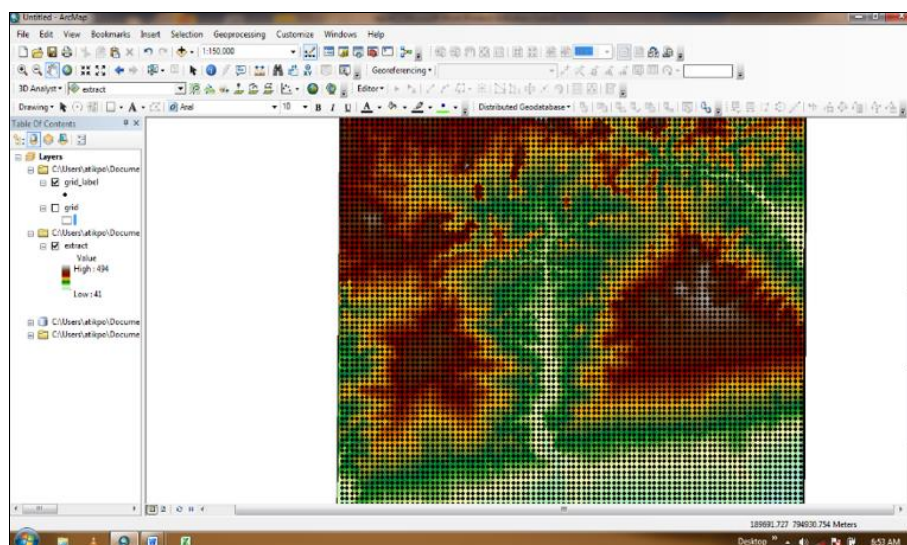 Untitled - ArcMap
File Edit View Bookmarks Insert Selection Geoprocessing Customize Windows Help
1:150,000
Georeferencing
3D Analyst extract Editor
Drawing A Arial 10 B I U A Distributed Geodatabase
Table Of Contents
Layers
C:\Users\atikpo\Docume
grid_label
grid
C:\Users\atikpo\Docume
extract
Value
High : 494
Low : 41
C:\Users\atikpo\Docume
C:\Users\atikpo\Docume
189691.727 794930.754 Meters
Desktop 6:53 AM